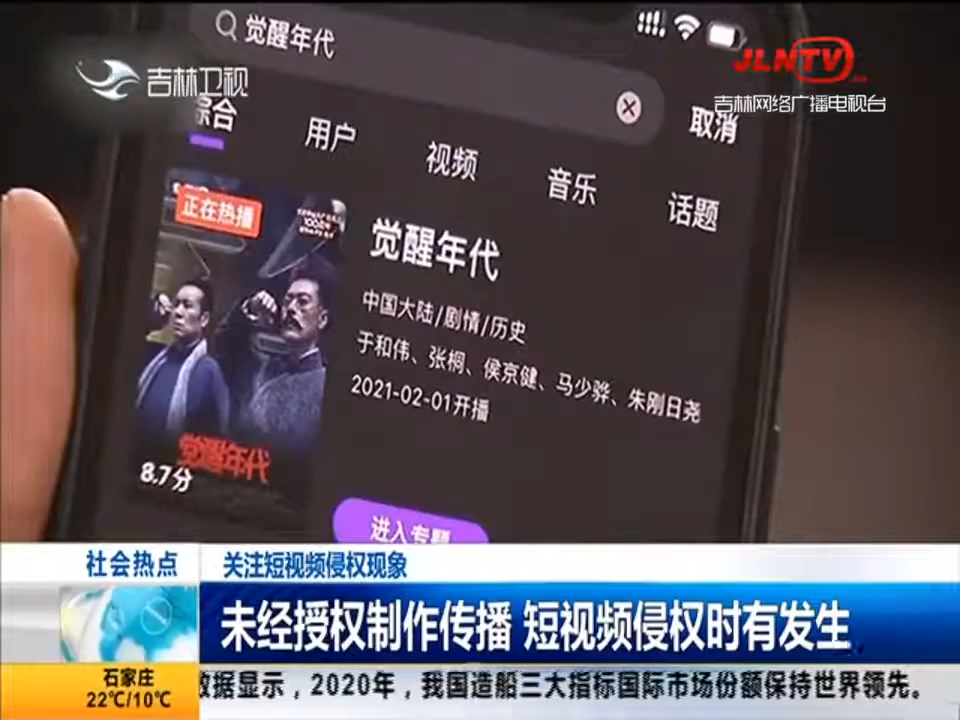 觉醒年代
取消
吉林卫视
JLNTV
吉林网络广播电视台
综合
用户
视频
音乐
话题
正在热播
觉醒年代
中国大陆/剧情/历史
于和伟、张桐、侯京健、马少骅、朱刚日尧
2021-02-01开播
觉醒年代
8.7分
进入专题
社会热点
关注短视频侵权现象
未经授权制作传播 短视频侵权时有发生
石家庄
22℃/10℃
数据显示，2020年，我国造船三大指标国际市场份额保持世界领先。